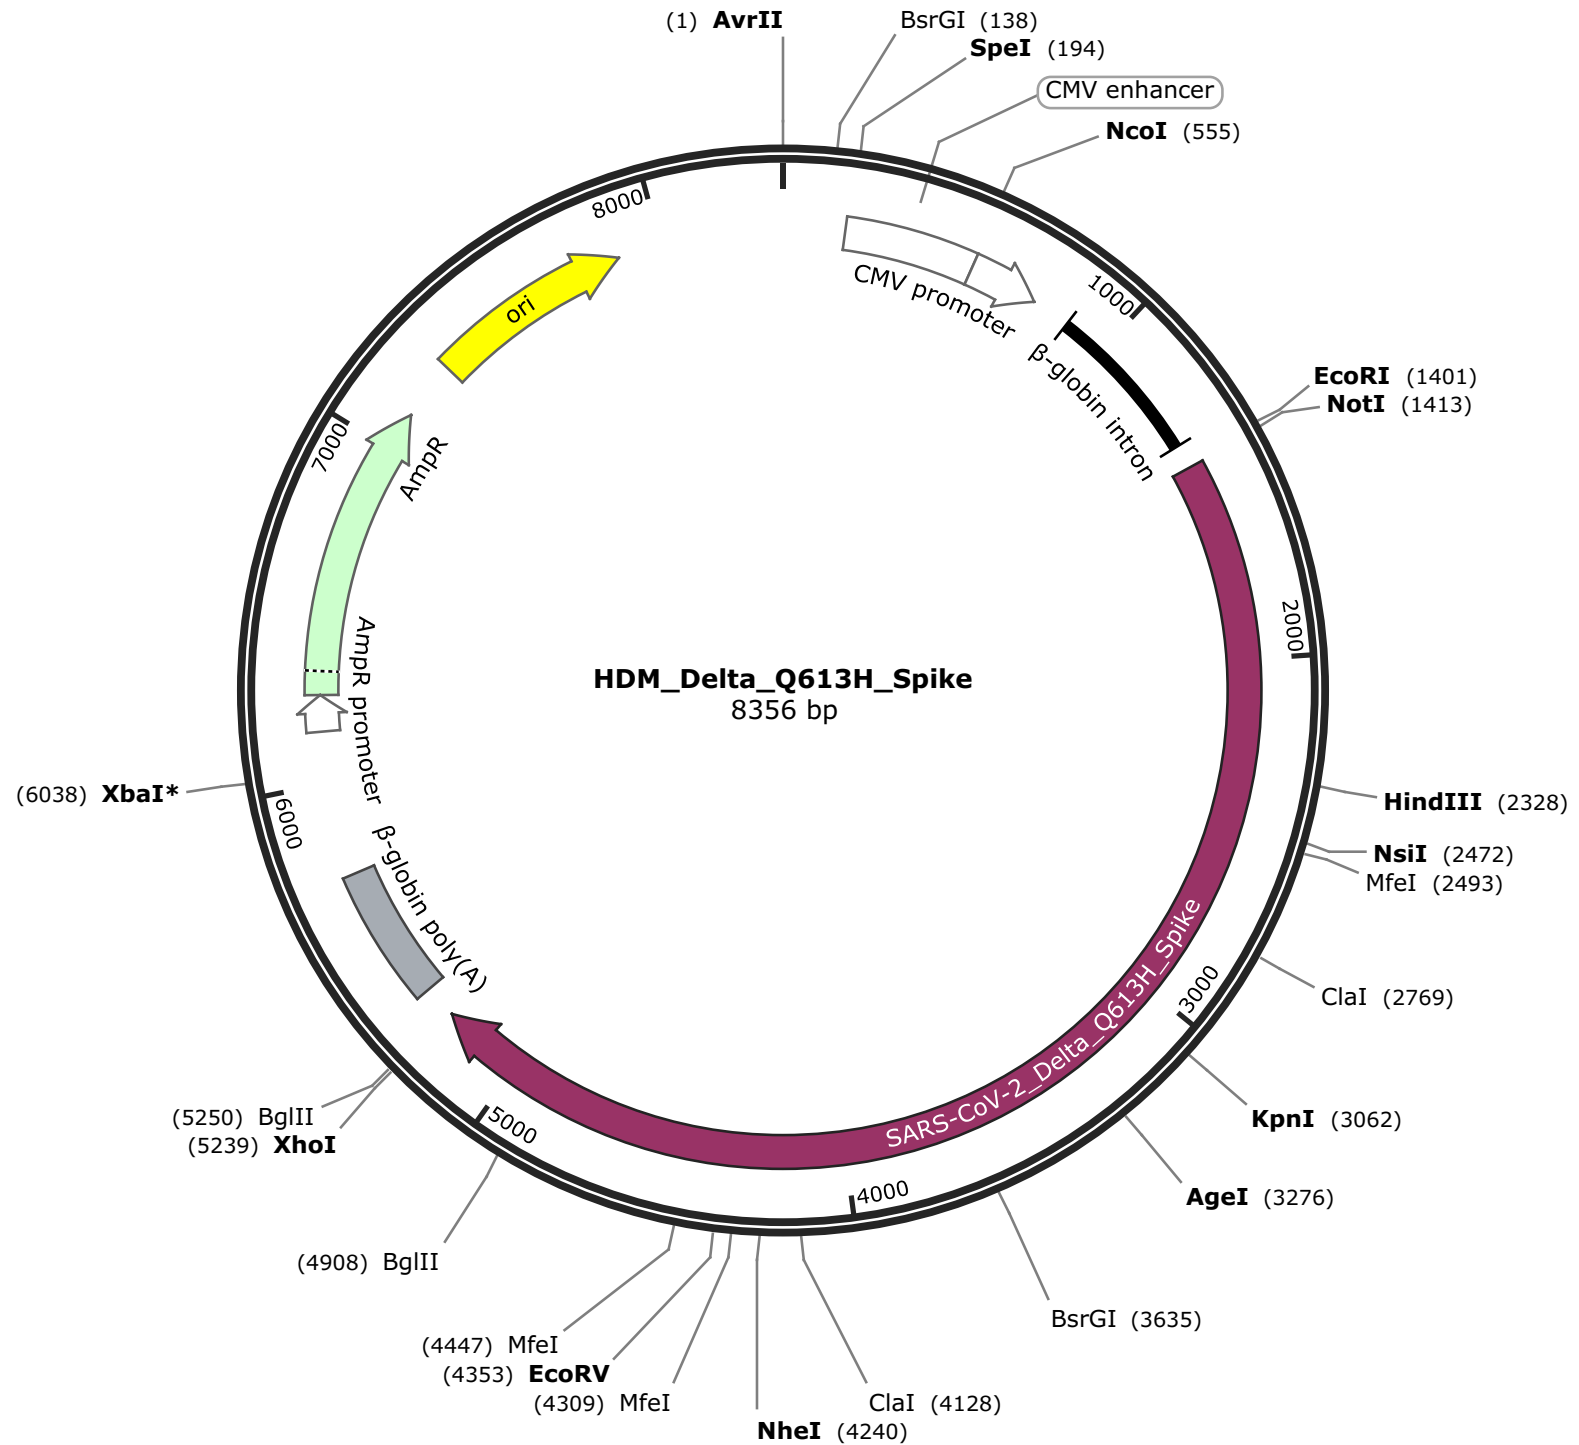 (1) AvrII
BsrGI (138)
SpeI (194)
CMV enhancer
NcoI (555)
8000
ori
CMV promoter
1000
β-globin intron
EcoRI (1401)
NotI (1413)
7000
AmpR
2000
AmpR promoter
HDM_Delta_Q613H_Spike
8356 bp
(6038) XbaI*
6000
HindIII (2328)
NsiI (2472)
MfeI (2493)
β-globin poly(A)
SARS-CoV-2_Delta_Q613H_Spike
3000
ClaI (2769)
(5250) BglII
(5239) XhoI
5000
KpnI (3062)
4000
AgeI (3276)
(4908) BglII
BsrGI (3635)
(4447) MfeI
(4353) EcoRV
(4309) MfeI
ClaI (4128)
NheI (4240)